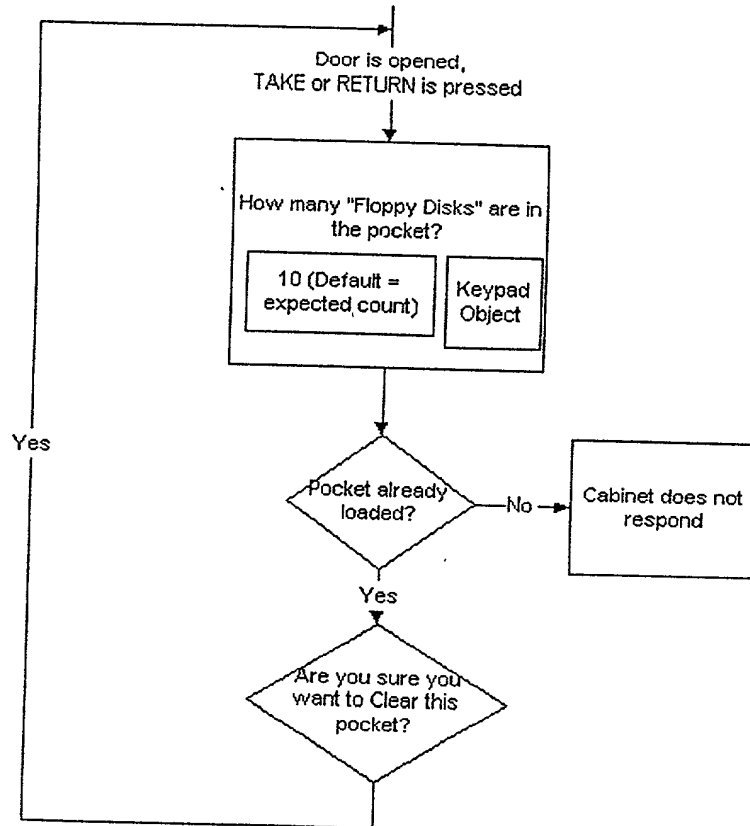 Door is opened,
TAKE or RETURN is pressed
How many "Floppy Disks" are in
the pocket?
10 (Default =
expected count)
Keypad
Object
Yes
Pocket already
loaded?
No
Cabinet does not
respond
Yes
Are you sure you
want to Clear this
pocket?